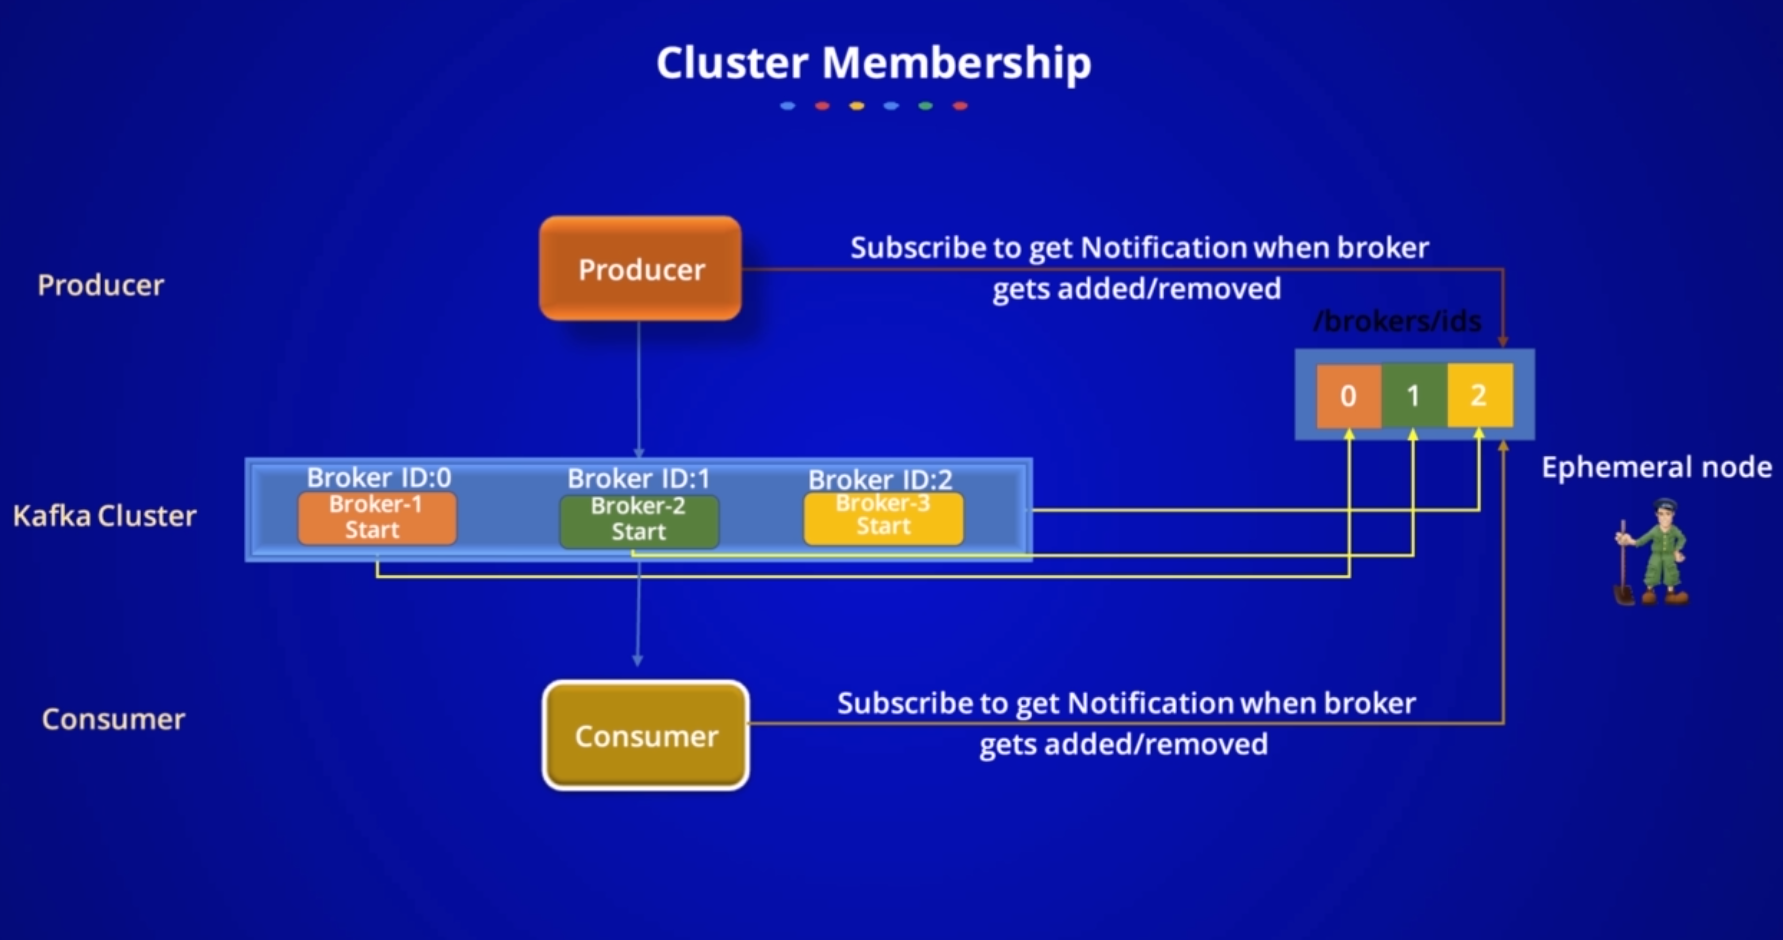 Cluster Membership
Producer
Producer
Subscribe to get Notification when broker
gets added/removed
/brokers/ids
0 1 2
Ephemeral node
Kafka Cluster
Broker ID:0
Broker-1
Start
Broker ID:1
Broker-2
Start
Broker ID:2
Broker-3
Start
Consumer
Consumer
Subscribe to get Notification when broker
gets added/removed